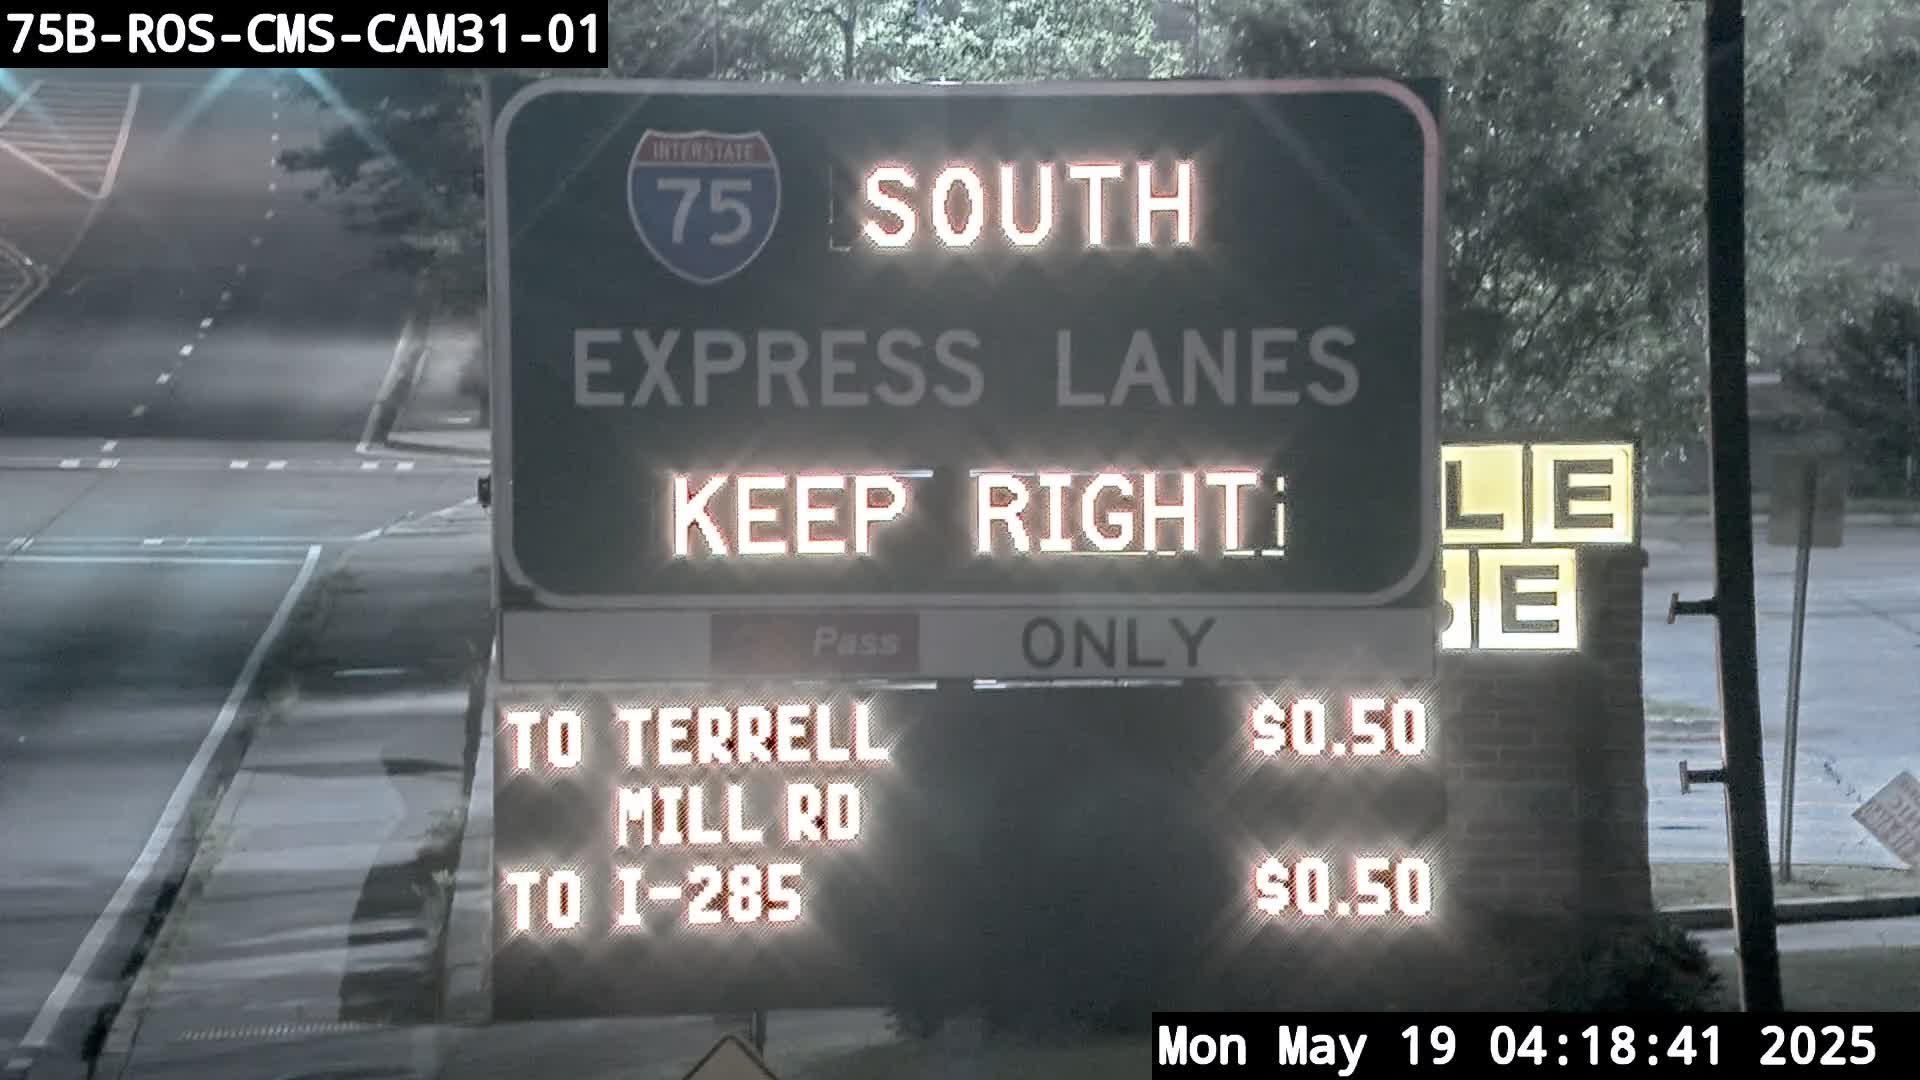 75B-ROS-CMS-CAM31-01
INTERSTATE
75
SOUTH
EXPRESS LANES
KEEP RIGHT
Pass ONLY
TO TERRELL $0.50
MILL RD
TO I-285 $0.50
LE
E
Mon May 19 04:18:41 2025